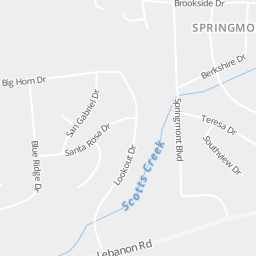 Brookside Dr
SPRINGMO
Berkshire Dr
Big Horn Dr
San Gabriel Dr
Springmont Blvd
Teresa Dr
Santa Rosa Dr
Southview Dr
Blue Ridge Dr
Lookout Dr
Scotts Creek
Lebanon Rd